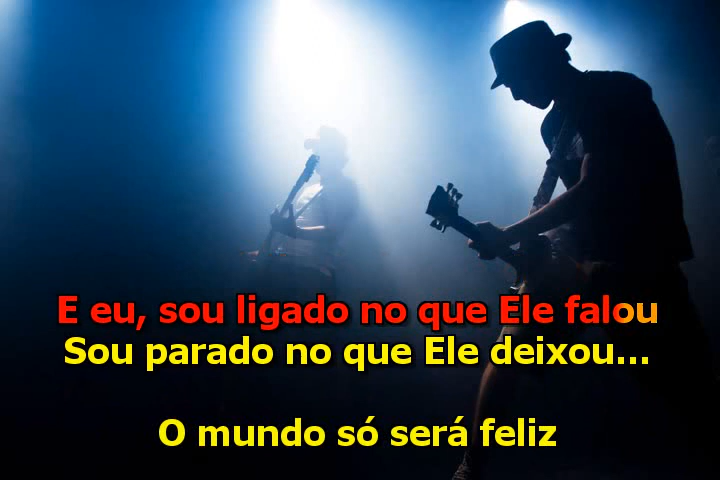 E eu, sou ligado no que Ele falou
Sou parado no que Ele deixou...
O mundo só será feliz